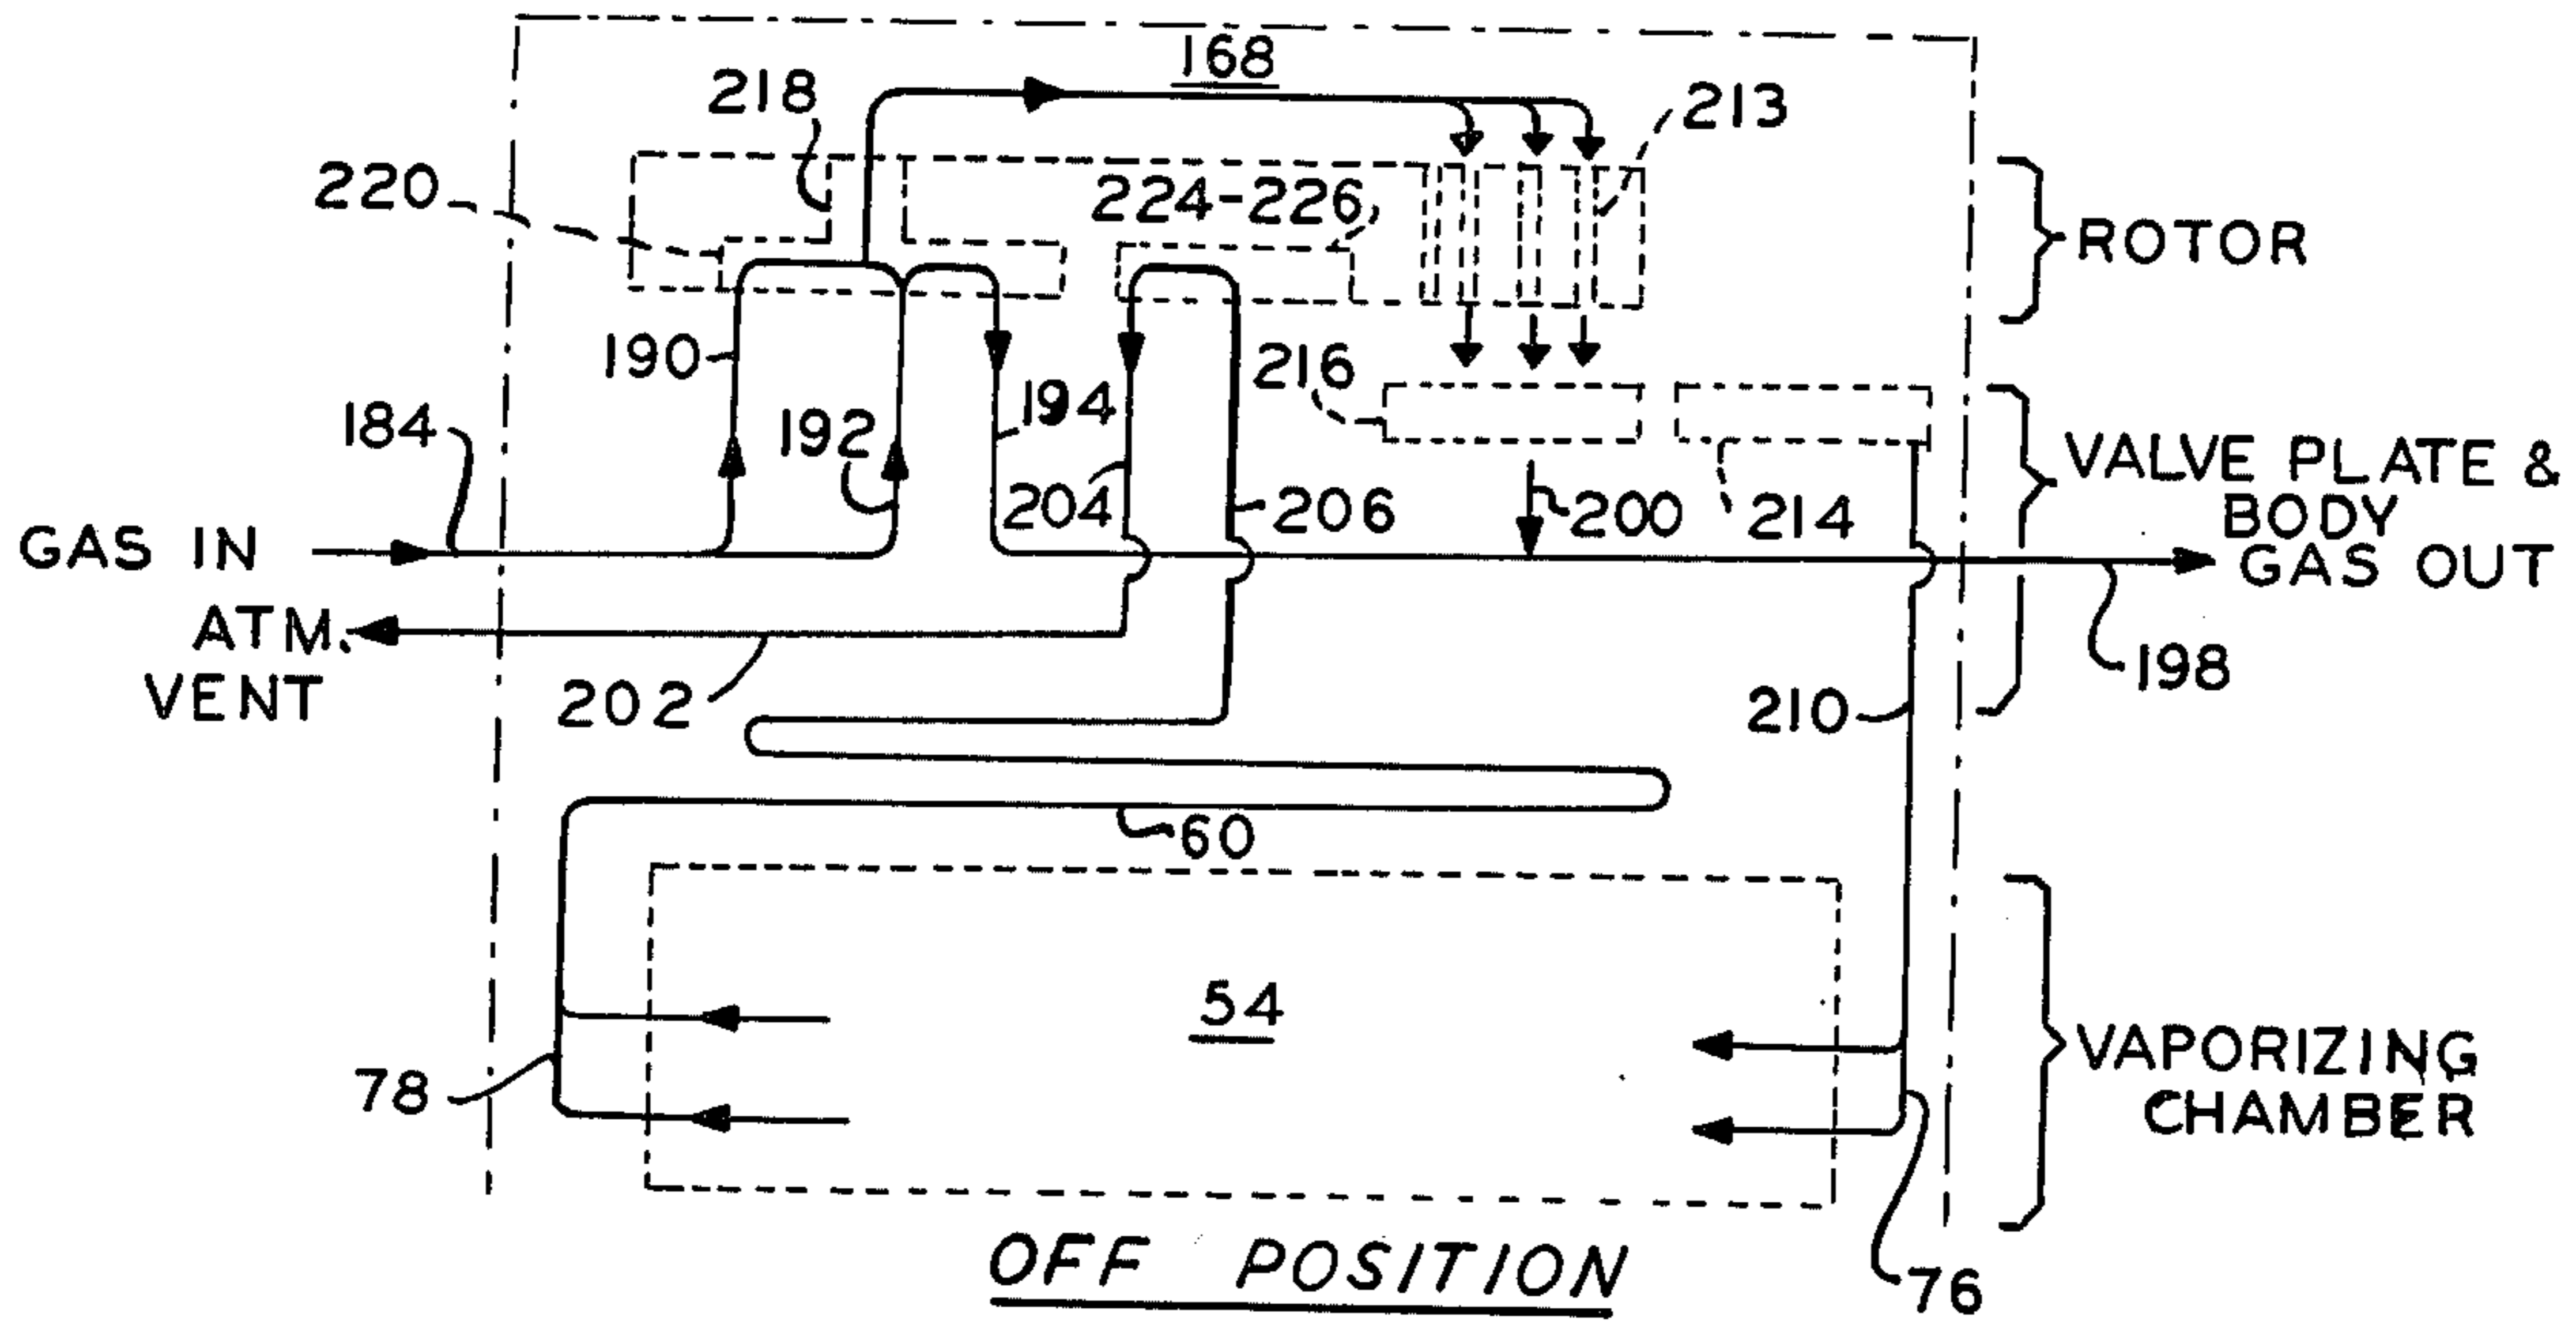 168
218
213
220
224-226
ROTOR
190
216
194
184
192
VALVE PLATE &
BODY
204
206
200
214
GAS IN
GAS OUT
ATM.
VENT
202
198
210
60
54
78
VAPORIZING
CHAMBER
76
OFF POSITION